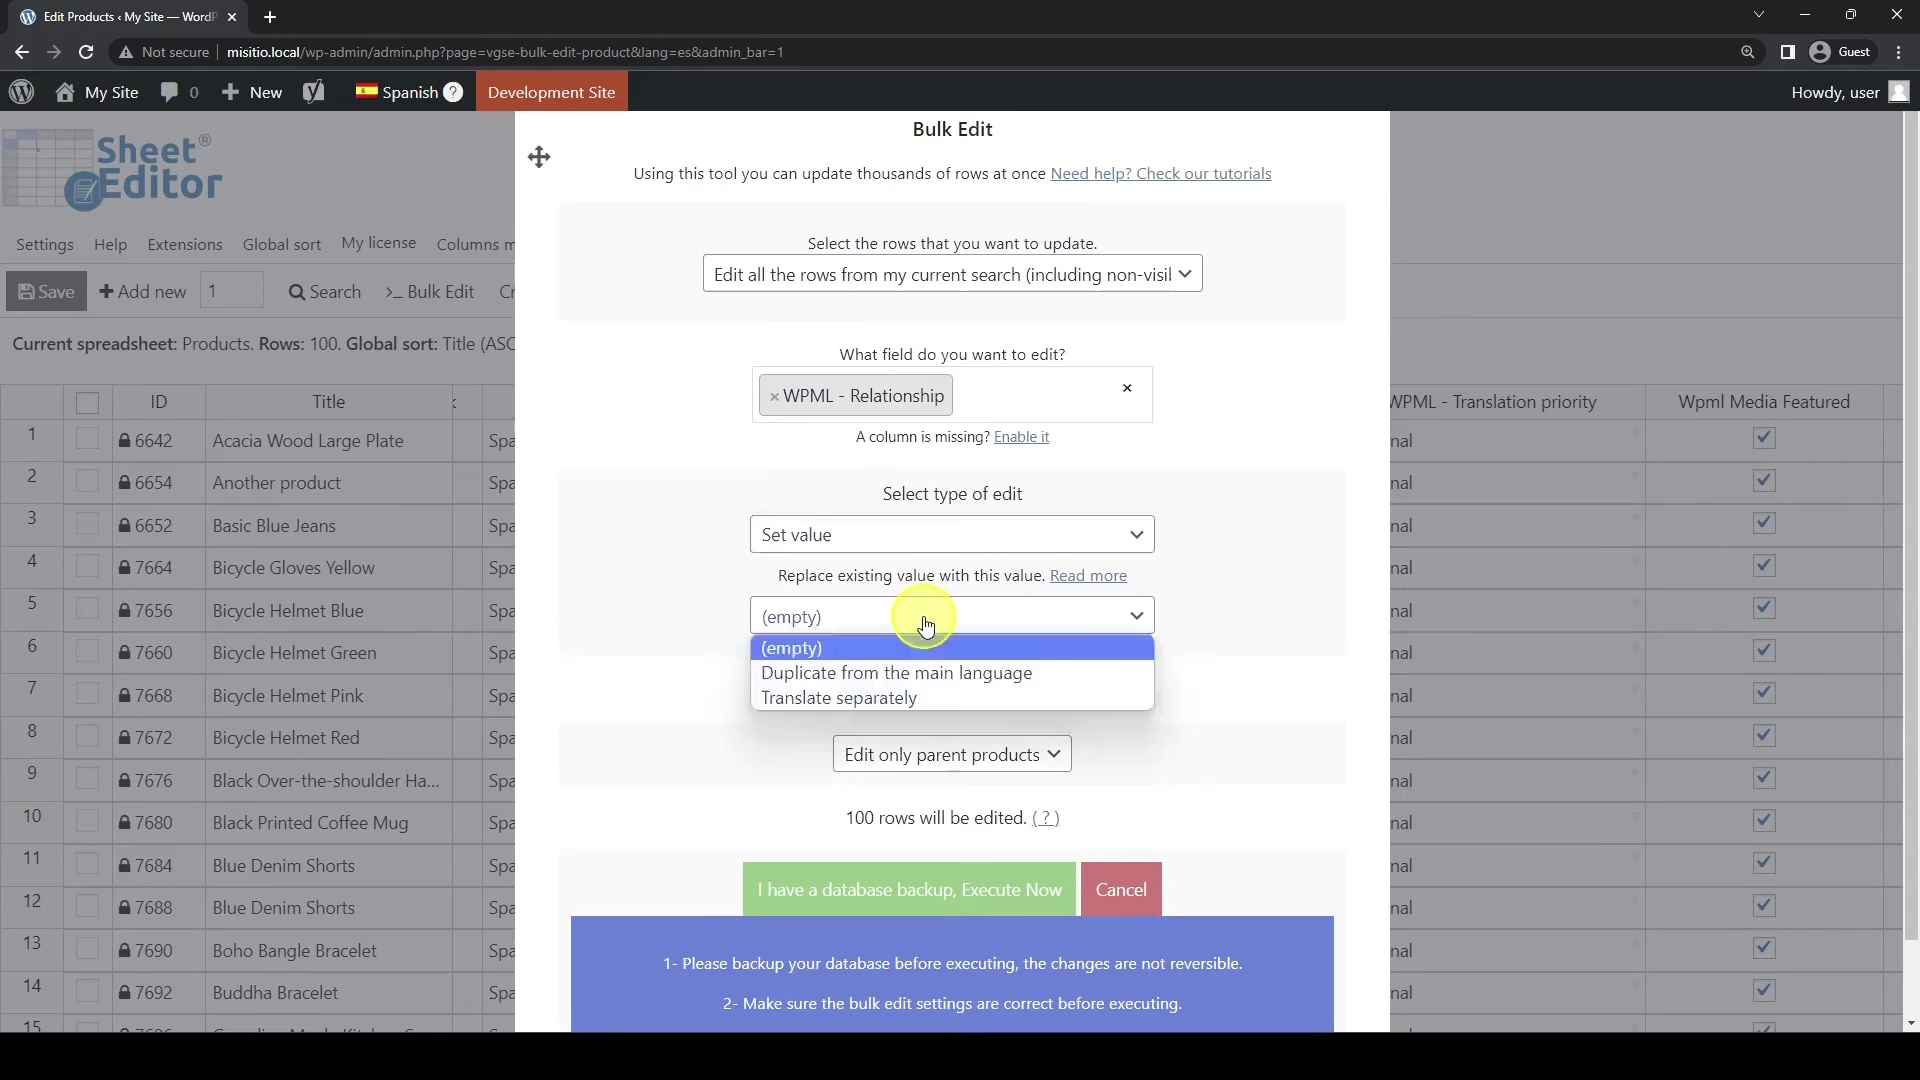 Edit Products ‹ My Site — WordP
Not secure
misitio.local/wp-admin/admin.php?page=vgse-bulk-edit-product&lang=es&admin_bar=1
Guest
My Site
0
New
Spanish
?
Development Site
Howdy, user
Sheet®
Editor
Settings
Help
Extensions
Global sort
My license
Columns m
Save
Add new
1
Search
>_ Bulk Edit
Cr
Current spreadsheet: Products. Rows: 100. Global sort: Title (ASC
ID
Title
WPML - Translation priority
Wpml Media Featured
1 6642 Acacia Wood Large Plate Spa nal
2 6654 Another product Spa nal
3 6652 Basic Blue Jeans Spa nal
4 7664 Bicycle Gloves Yellow Spa nal
5 7656 Bicycle Helmet Blue Spa nal
6 7660 Bicycle Helmet Green Spa nal
7 7668 Bicycle Helmet Pink Spa nal
8 7672 Bicycle Helmet Red Spa nal
9 7676 Black Over-the-shoulder Ha... Spa nal
10 7680 Black Printed Coffee Mug Spa nal
11 7684 Blue Denim Shorts Spa nal
12 7688 Blue Denim Shorts Spa nal
13 7690 Boho Bangle Bracelet Spa nal
14 7692 Buddha Bracelet Spa nal
15
Bulk Edit
Using this tool you can update thousands of rows at once Need help? Check our tutorials
Select the rows that you want to update.
Edit all the rows from my current search (including non-visil
What field do you want to edit?
× WPML - Relationship
×
A column is missing? Enable it
Select type of edit
Set value
Replace existing value with this value. Read more
(empty)
(empty)
Duplicate from the main language
Translate separately
Edit only parent products
100 rows will be edited. ( ? )
I have a database backup, Execute Now
Cancel
1- Please backup your database before executing, the changes are not reversible.
2- Make sure the bulk edit settings are correct before executing.